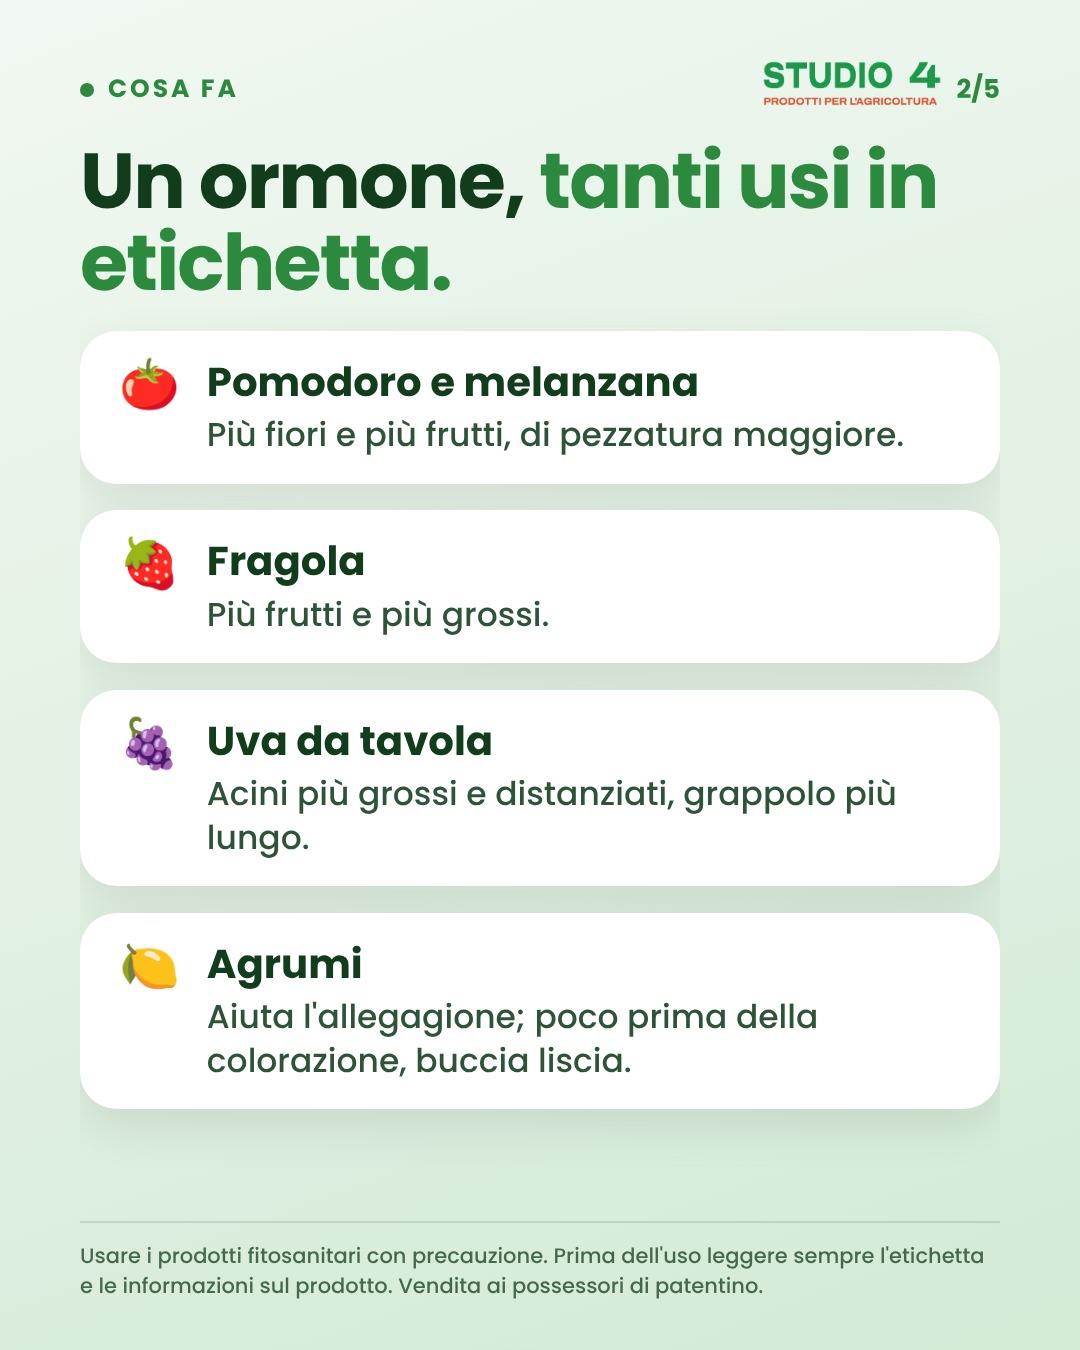 COSA FA
STUDIO 4
PRODOTTI PER L'AGRICOLTURA
2/5
Un ormone, tanti usi in
etichetta.
Pomodoro e melanzana
Più fiori e più frutti, di pezzatura maggiore.
Fragola
Più frutti e più grossi.
Uva da tavola
Acini più grossi e distanziati, grappolo più
lungo.
Agrumi
Aiuta l'allegagione; poco prima della
colorazione, buccia liscia.
Usare i prodotti fitosanitari con precauzione. Prima dell'uso leggere sempre l'etichetta
e le informazioni sul prodotto. Vendita ai possessori di patentino.